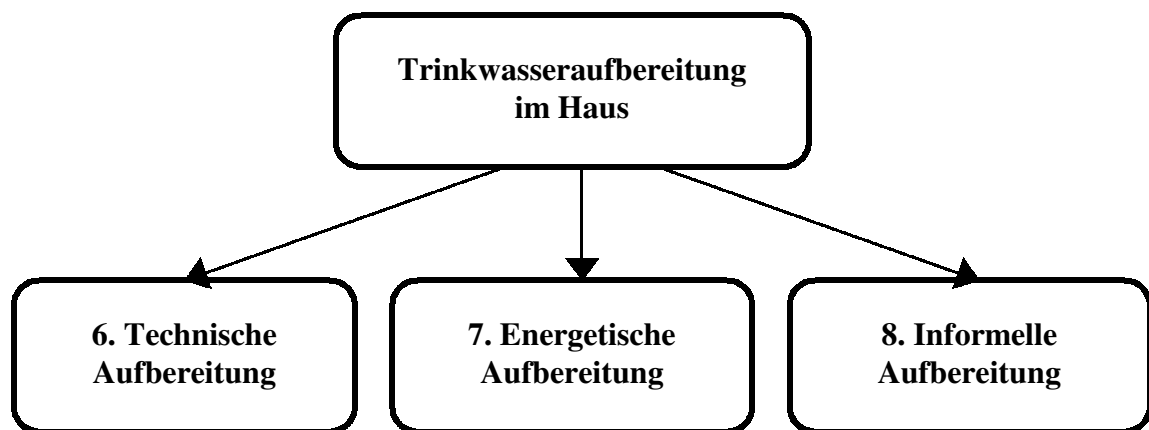 Trinkwasseraufbereitung
im Haus
6. Technische
Aufbereitung
7. Energetische
Aufbereitung
8. Informelle
Aufbereitung